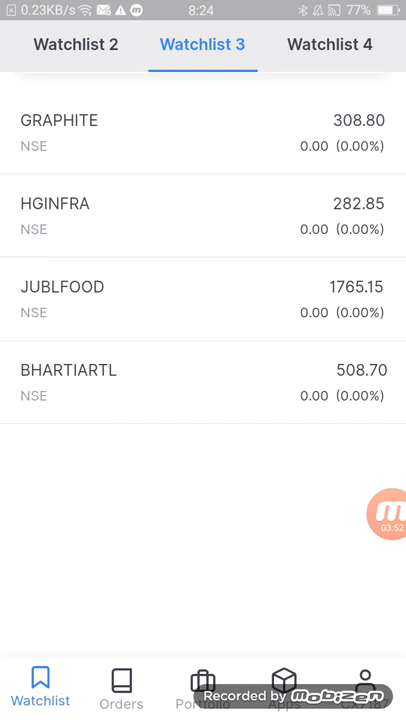 0.23KB/s 8:24 77%
Watchlist 2 Watchlist 3 Watchlist 4
GRAPHITE 308.80
NSE 0.00 (0.00%)
HGINFRA 282.85
NSE 0.00 (0.00%)
JUBLFOOD 1765.15
NSE 0.00 (0.00%)
BHARTIARTL 508.70
NSE 0.00 (0.00%)
m
03:52
Watchlist Orders Portfolio Apps
Recorded by mobizen